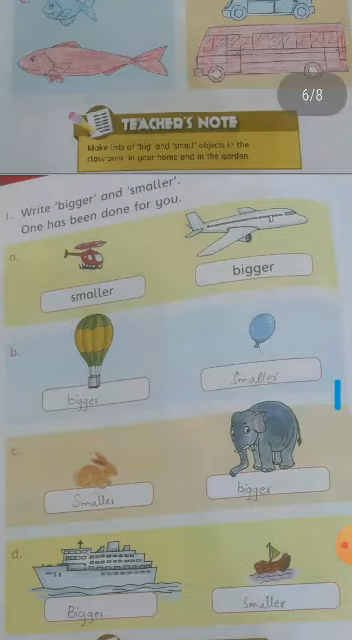 6/8
TEACHER'S NOTE
Make lists of 'big' and 'small' objects in the
classroom, in your home and in the garden.
1. Write 'bigger' and 'smaller'.
One has been done for you.
a.
smaller
bigger
b.
bigger
Smaller
c.
Smaller
bigger
d.
Bigger
Smaller